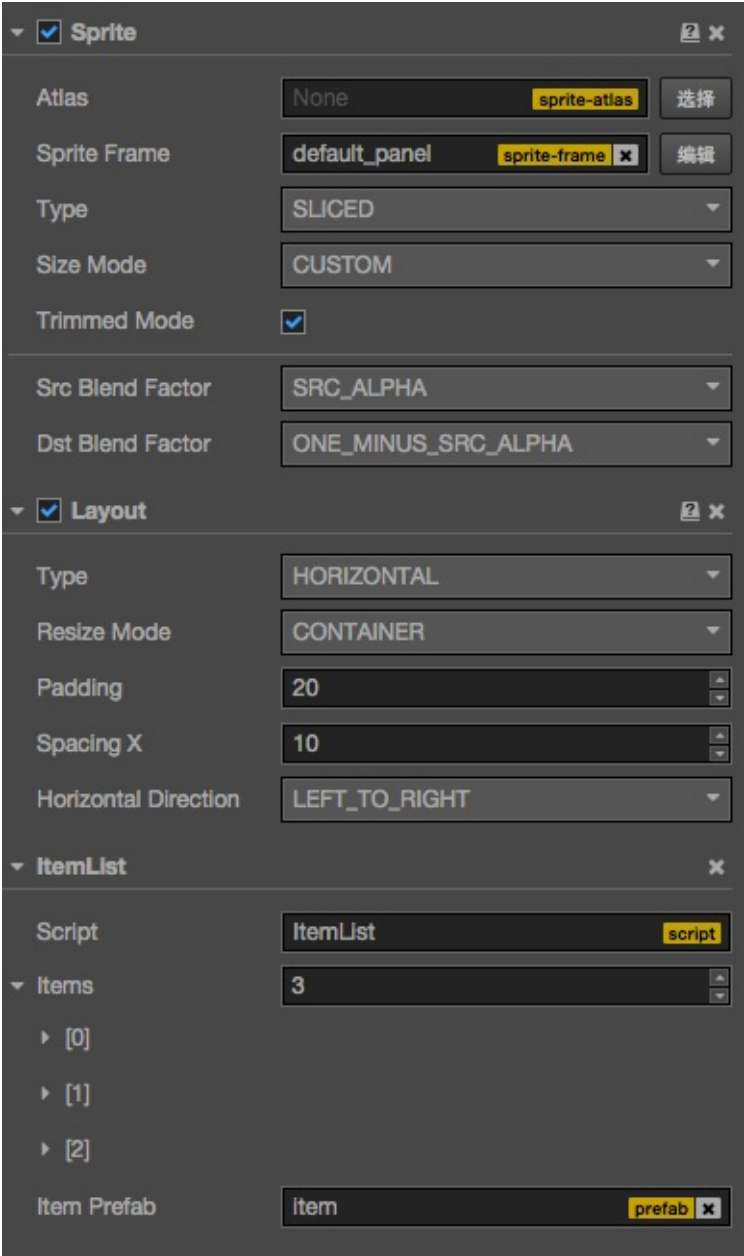 Sprite
Atlas None sprite-atlas 选择
Sprite Frame default_panel sprite-frame 编辑
Type SLICED
Size Mode CUSTOM
Trimmed Mode
Src Blend Factor SRC_ALPHA
Dst Blend Factor ONE_MINUS_SRC_ALPHA
Layout
Type HORIZONTAL
Resize Mode CONTAINER
Padding 20
Spacing X 10
Horizontal Direction LEFT_TO_RIGHT
ItemList
Script ItemList script
Items 3
[0]
[1]
[2]
Item Prefab item prefab